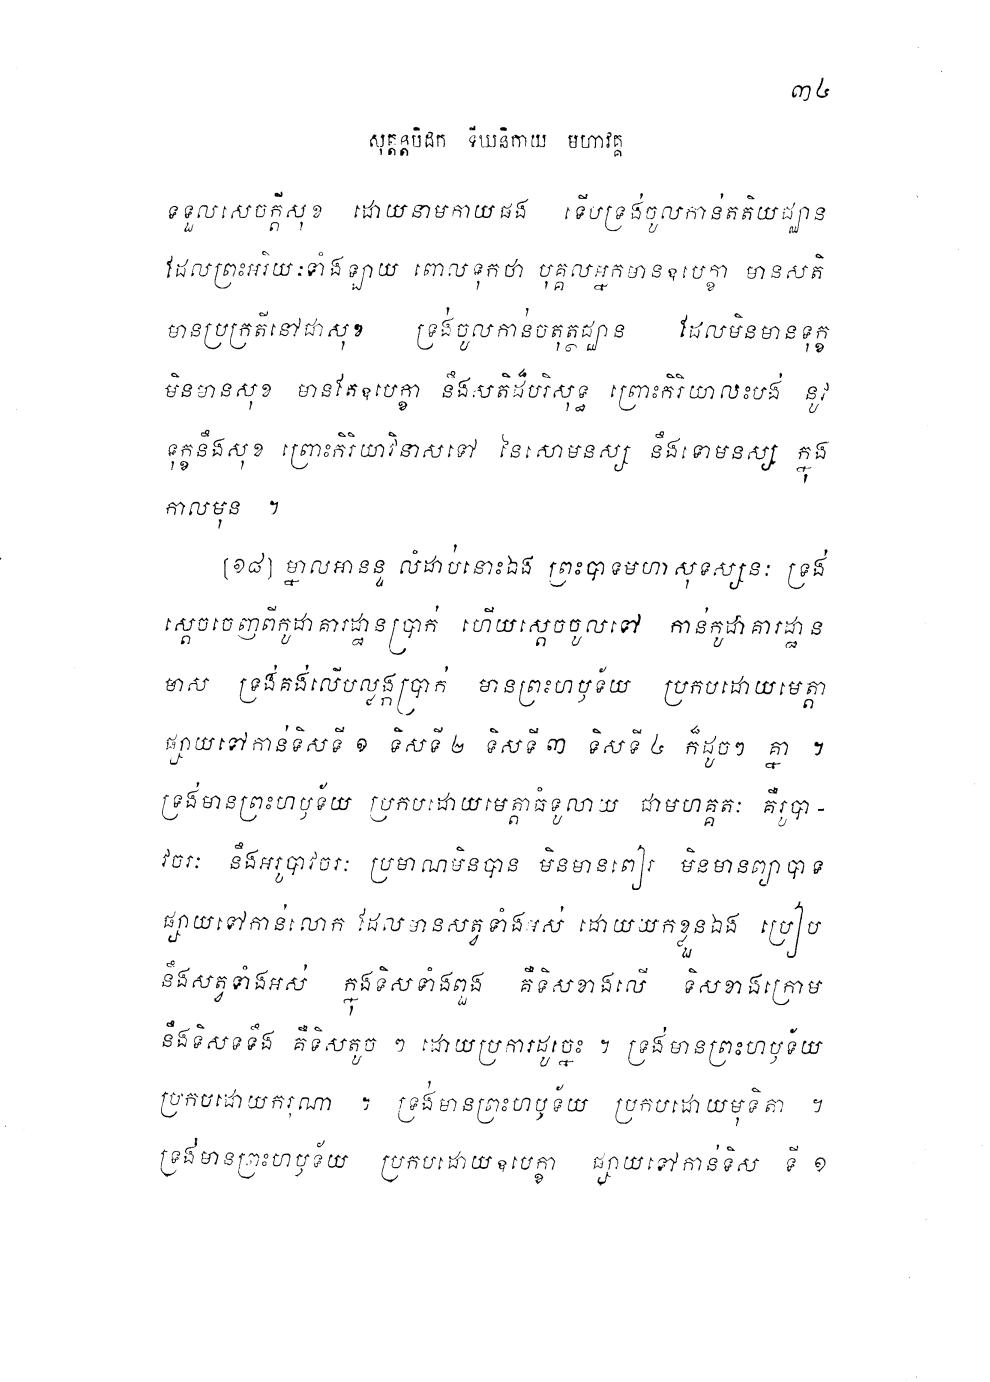 ៣៤
សុត្តន្តបិដក ទីឃនិកាយ មហាវគ្គ
ទទួលសេចក្តីសុខ ដោយនាមកាយផង ទើបទ្រង់ចូលកាន់តតិយជ្ឈាន
ដែលព្រះអរិយៈទាំងឡាយ ពោលទុកថា បុគ្គលអ្នកមានឧបេក្ខា មានសតិ
មានប្រក្រតីនៅជាសុខ ទ្រង់ចូលកាន់ចតុត្ថជ្ឈាន ដែលមិនមានទុក្ខ
មិនមានសុខ មានតែឧបេក្ខា នឹងសតិដ៏បរិសុទ្ធ ព្រោះកិរិយាលះបង់ នូវ
ទុក្ខនឹងសុខ ព្រោះកិរិយាវិនាសទៅ នៃសោមនស្ស នឹងទោមនស្ស ក្នុង
កាលមុន ។
[១៨] ម្នាលអានន្ទ លំដាប់នោះឯង ព្រះបាទមហាសុទស្សនៈ ទ្រង់
ស្តេចចេញពីកូដាគារដ្ឋានប្រាក់ ហើយស្តេចចូលទៅ កាន់កូដាគារដ្ឋាន
មាស ទ្រង់គង់លើបល្ល័ង្កប្រាក់ មានព្រះហឫទ័យ ប្រកបដោយមេត្តា
ផ្សាយទៅកាន់ទិសទី ១ ទិសទី ២ ទិសទី ៣ ទិសទី ៤ ក៏ដូចៗ គ្នា ។
ទ្រង់មានព្រះហឫទ័យ ប្រកបដោយមេត្តាធំទូលាយ ជាមហគ្គតៈ គឺរូបា-
វចរៈ នឹងអរូបាវចរៈ ប្រមាណមិនបាន មិនមានពៀរ មិនមានព្យាបាទ
ផ្សាយទៅកាន់លោក ដែលមានសត្វទាំងអស់ ដោយយកខ្លួនឯង ប្រៀប
នឹងសត្វទាំងអស់ ក្នុងទិសទាំងពួង គឺទិសខាងលើ ទិសខាងក្រោម
នឹងទិសទទឹង គឺទិសតូច ៗ ដោយប្រការដូច្នេះ ។ ទ្រង់មានព្រះហឫទ័យ
ប្រកបដោយករុណា ។ ទ្រង់មានព្រះហឫទ័យ ប្រកបដោយមុទិតា ។
ទ្រង់មានព្រះហឫទ័យ ប្រកបដោយឧបេក្ខា ផ្សាយទៅកាន់ទិស ទី ១